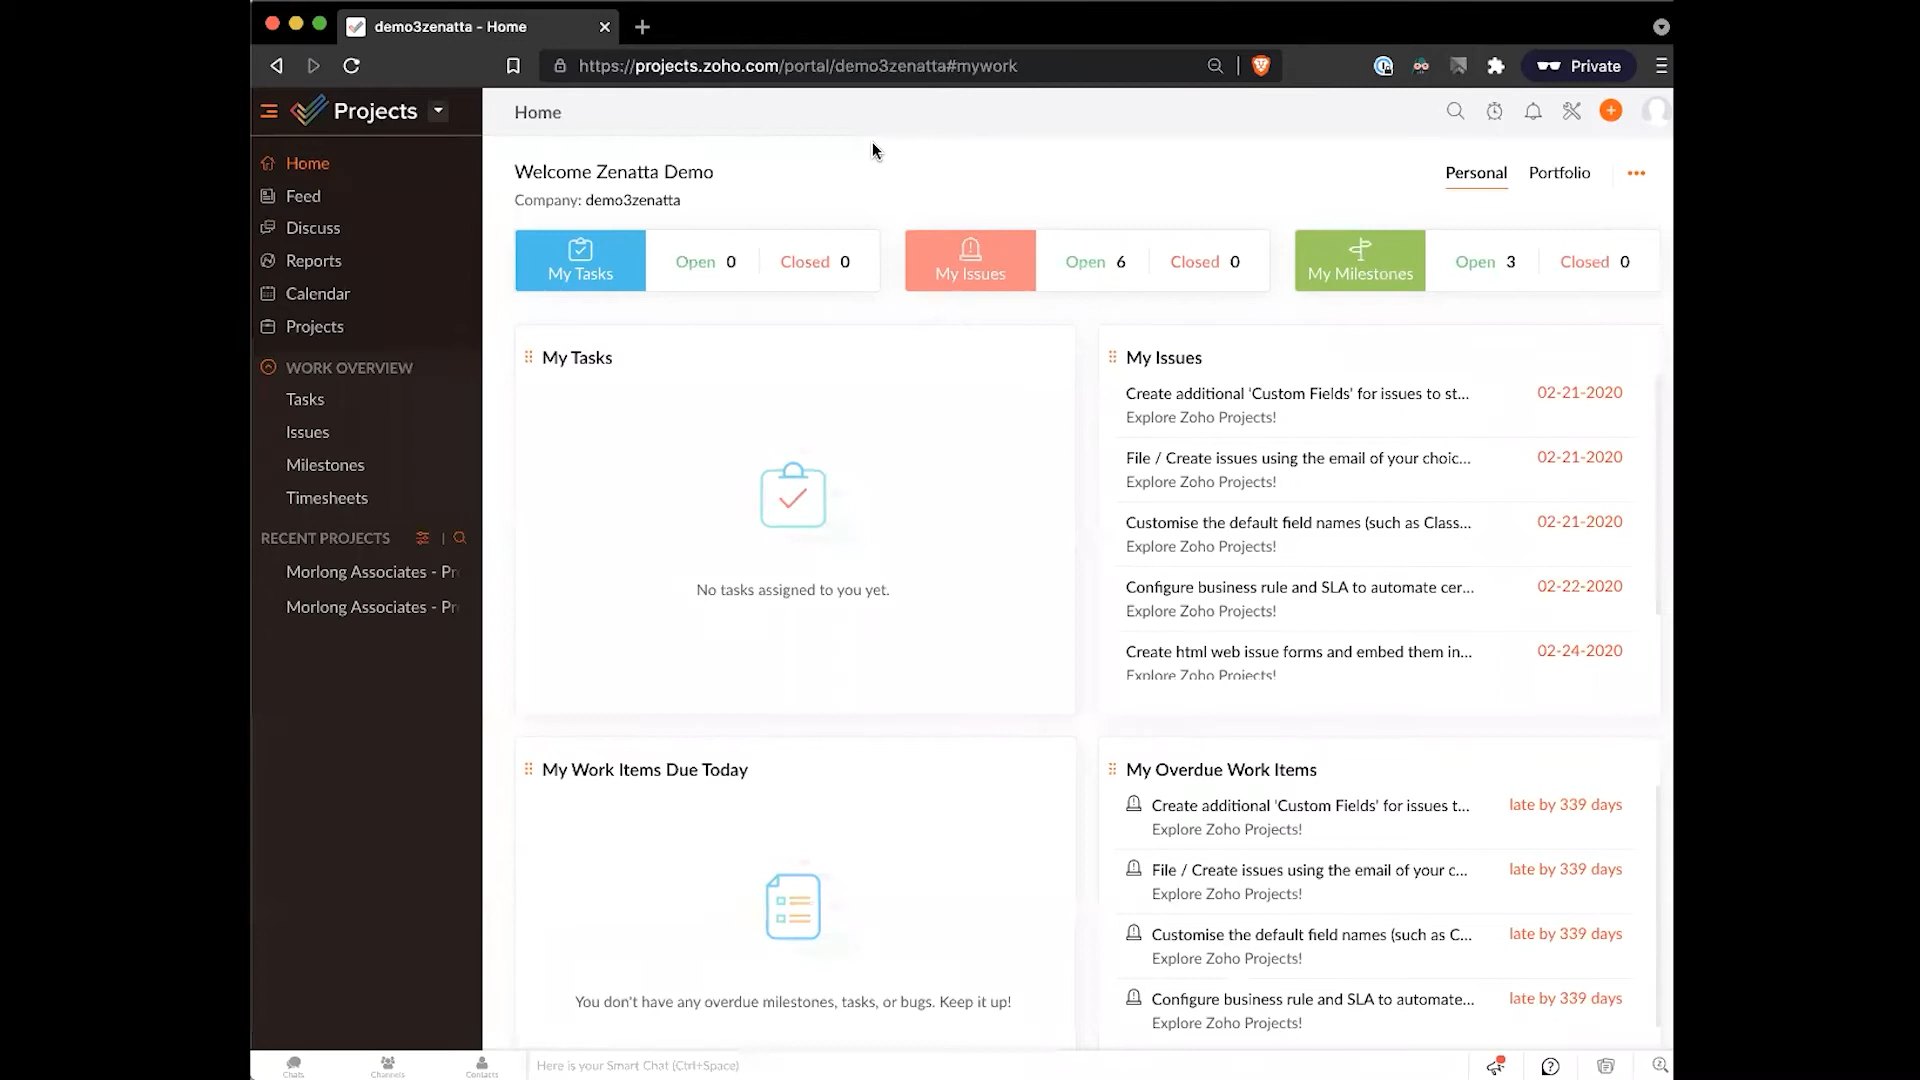 demo3zenatta - Home
https://projects.zoho.com/portal/demo3zenatta#mywork
Private
Projects
Home
Home
Feed
Discuss
Reports
Calendar
Projects
WORK OVERVIEW
Tasks
Issues
Milestones
Timesheets
RECENT PROJECTS
Morlong Associates - Pr
Morlong Associates - Pr
Welcome Zenatta Demo
Company: demo3zenatta
Personal
Portfolio
My Tasks
Open 0
Closed 0
My Issues
Open 6
Closed 0
My Milestones
Open 3
Closed 0
My Tasks
No tasks assigned to you yet.
My Issues
Create additional 'Custom Fields' for issues to st... 02-21-2020
Explore Zoho Projects!
File / Create issues using the email of your choic... 02-21-2020
Explore Zoho Projects!
Customise the default field names (such as Class... 02-21-2020
Explore Zoho Projects!
Configure business rule and SLA to automate cer... 02-22-2020
Explore Zoho Projects!
Create html web issue forms and embed them in... 02-24-2020
Explore Zoho Projects!
My Work Items Due Today
You don't have any overdue milestones, tasks, or bugs. Keep it up!
My Overdue Work Items
Create additional 'Custom Fields' for issues t... late by 339 days
Explore Zoho Projects!
File / Create issues using the email of your c... late by 339 days
Explore Zoho Projects!
Customise the default field names (such as C... late by 339 days
Explore Zoho Projects!
Configure business rule and SLA to automate... late by 339 days
Explore Zoho Projects!
Chats
Channels
Contacts
Here is your Smart Chat (Ctrl+Space)